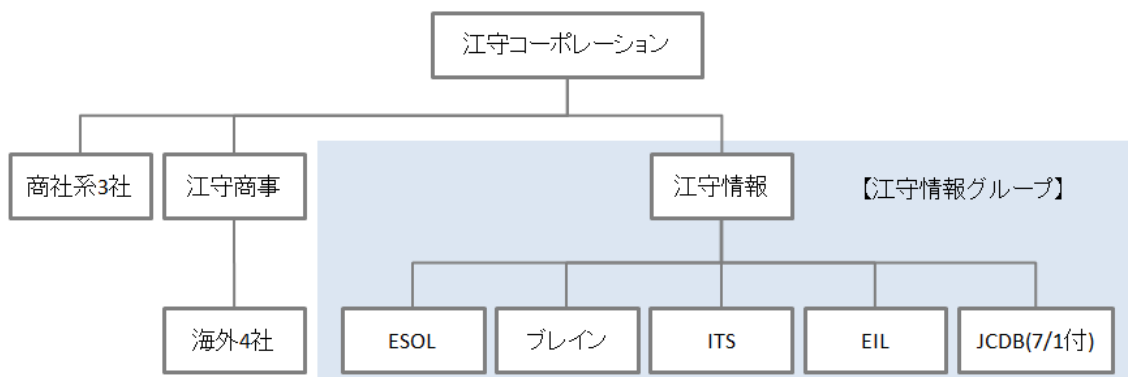 江守コーポレーション
商社系3社
江守商事
江守情報
【江守情報グループ】
海外4社
ESOL
ブレイン
ITS
EIL
JCDB(7/1付)